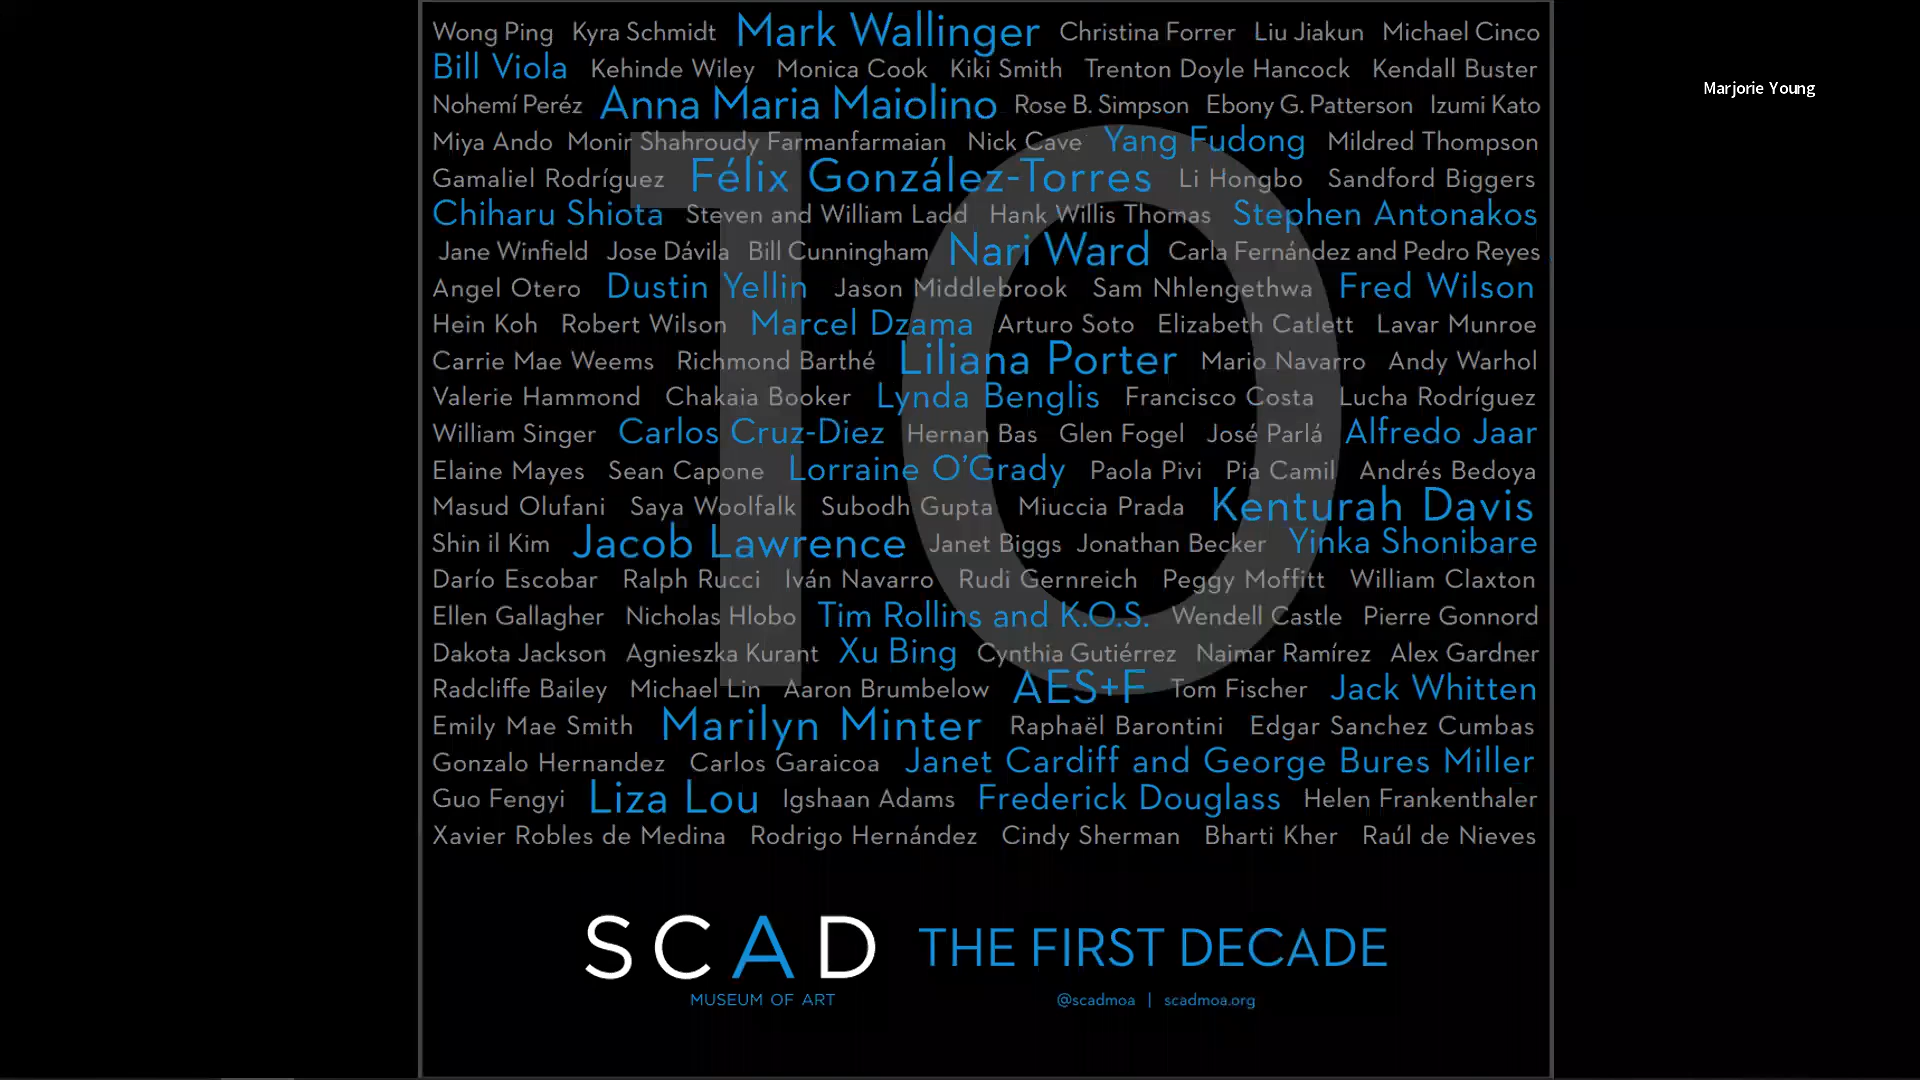 Wong Ping Kyra Schmidt Mark Wallinger Christina Forrer Liu Jiakun Michael Cinco
Bill Viola Kehinde Wiley Monica Cook Kiki Smith Trenton Doyle Hancock Kendall Buster
Marjorie Young
Nohemí Peréz Anna Maria Maiolino Rose B. Simpson Ebony G. Patterson Izumi Kato
Miya Ando Monir Shahroudy Farmanfarmaian Nick Cave Yang Fudong Mildred Thompson
Gamaliel Rodríguez Félix González-Torres Li Hongbo Sandford Biggers
Chiharu Shiota Steven and William Ladd Hank Willis Thomas Stephen Antonakos
Jane Winfield Jose Dávila Bill Cunningham Nari Ward Carla Fernández and Pedro Reyes
Angel Otero Dustin Yellin Jason Middlebrook Sam Nhlengethwa Fred Wilson
Hein Koh Robert Wilson Marcel Dzama Arturo Soto Elizabeth Catlett Lavar Munroe
Carrie Mae Weems Richmond Barthé Liliana Porter Mario Navarro Andy Warhol
Valerie Hammond Chakaia Booker Lynda Benglis Francisco Costa Lucha Rodríguez
William Singer Carlos Cruz-Diez Hernan Bas Glen Fogel José Parlá Alfredo Jaar
Elaine Mayes Sean Capone Lorraine O'Grady Paola Pivi Pia Camil Andrés Bedoya
Masud Olufani Saya Woolfalk Subodh Gupta Miuccia Prada Kenturah Davis
Shin il Kim Jacob Lawrence Janet Biggs Jonathan Becker Yinka Shonibare
Darío Escobar Ralph Rucci Iván Navarro Rudi Gernreich Peggy Moffitt William Claxton
Ellen Gallagher Nicholas Hlobo Tim Rollins and K.O.S. Wendell Castle Pierre Gonnord
Dakota Jackson Agnieszka Kurant Xu Bing Cynthia Gutiérrez Naimar Ramírez Alex Gardner
Radcliffe Bailey Michael Lin Aaron Brumbelow AES+F Tom Fischer Jack Whitten
Emily Mae Smith Marilyn Minter Raphaël Barontini Edgar Sanchez Cumbas
Gonzalo Hernandez Carlos Garaicoa Janet Cardiff and George Bures Miller
Guo Fengyi Liza Lou Igshaan Adams Frederick Douglass Helen Frankenthaler
Xavier Robles de Medina Rodrigo Hernández Cindy Sherman Bharti Kher Raúl de Nieves
10
SCAD THE FIRST DECADE
MUSEUM OF ART @scadmoa | scadmoa.org